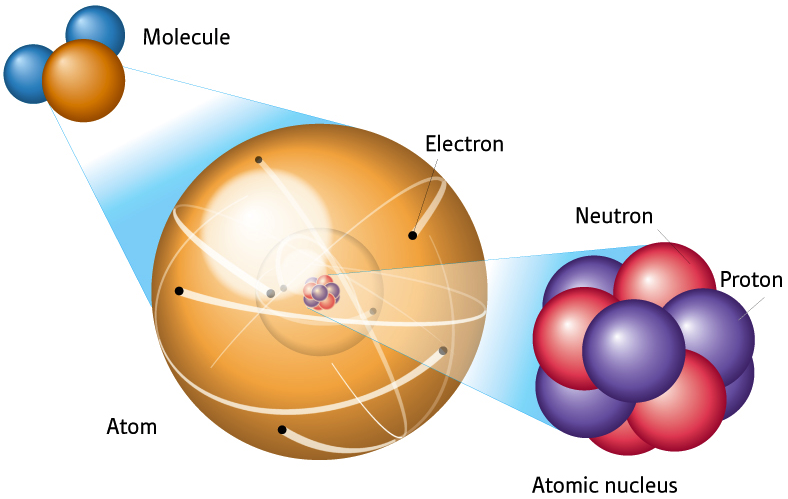 Molecule
Electron
Neutron
Proton
Atom
Atomic nucleus